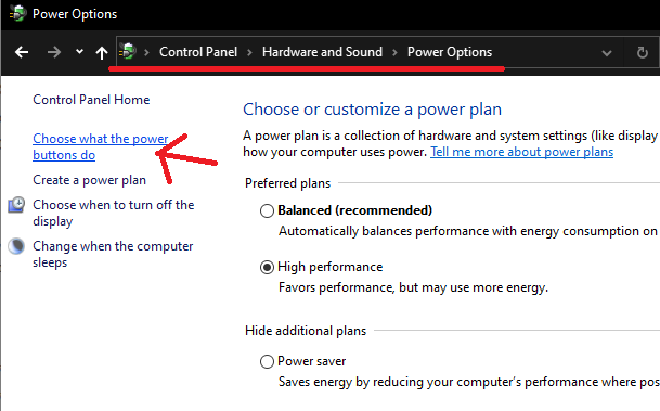 Power Options
Control Panel > Hardware and Sound > Power Options
Control Panel Home
Choose what the power
buttons do
Create a power plan
Choose when to turn off the
display
Change when the computer
sleeps
Choose or customize a power plan
A power plan is a collection of hardware and system settings (like display
how your computer uses power. Tell me more about power plans
Preferred plans
Balanced (recommended)
Automatically balances performance with energy consumption on
High performance
Favors performance, but may use more energy.
Hide additional plans
Power saver
Saves energy by reducing your computer's performance where pos